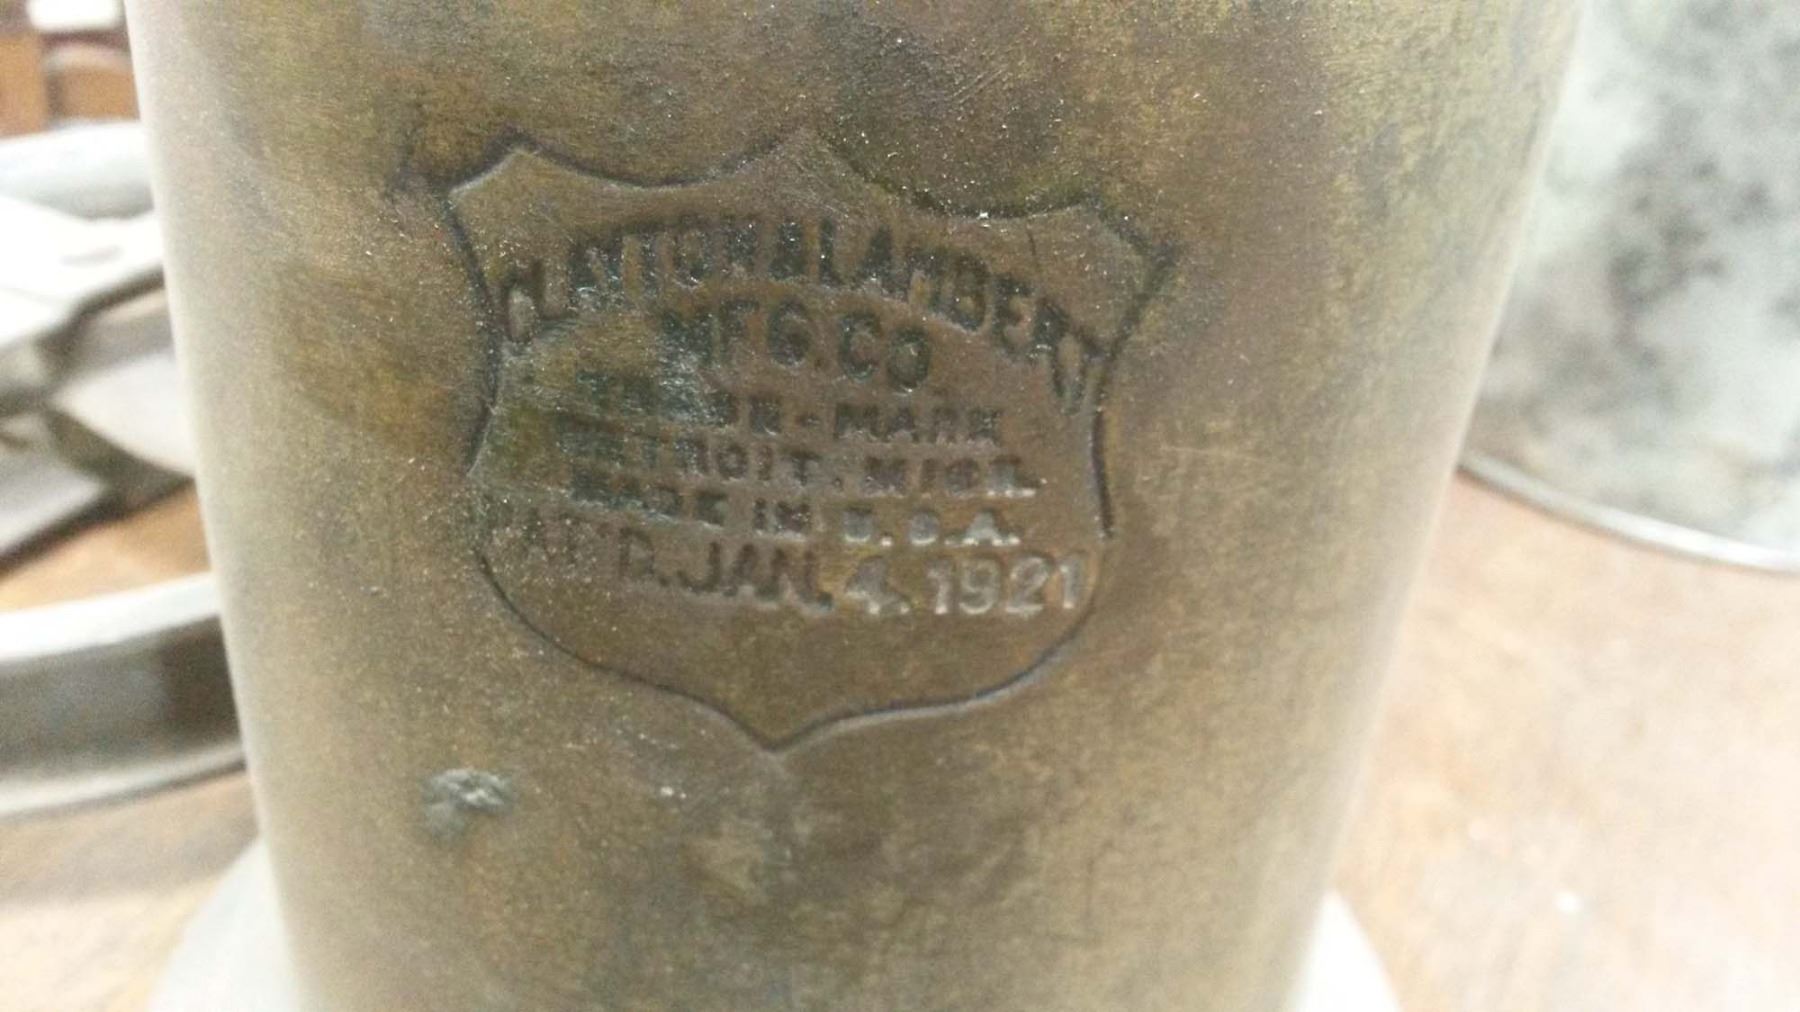 CLAYTON & LAMBERT
MFG. CO
TRADE-MARK
DETROIT. MICH.
MADE IN U.S.A.
PAT'D. JAN. 4. 1921